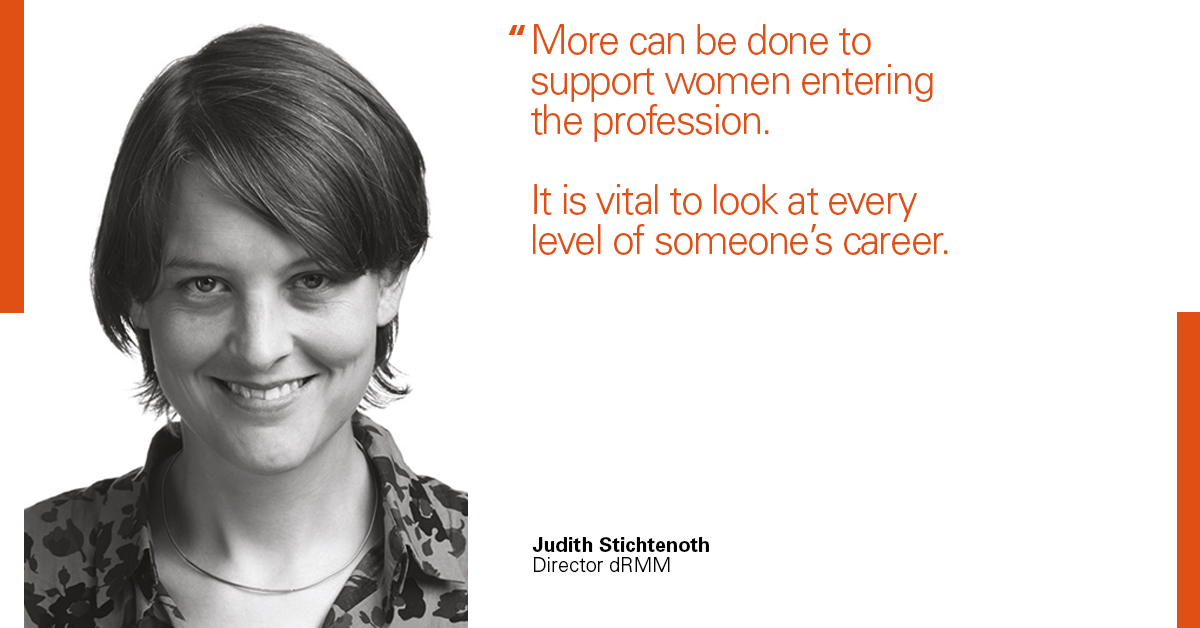 “ More can be done to
support women entering
the profession.
It is vital to look at every
level of someone’s career.
Judith Stichtenoth
Director dRMM